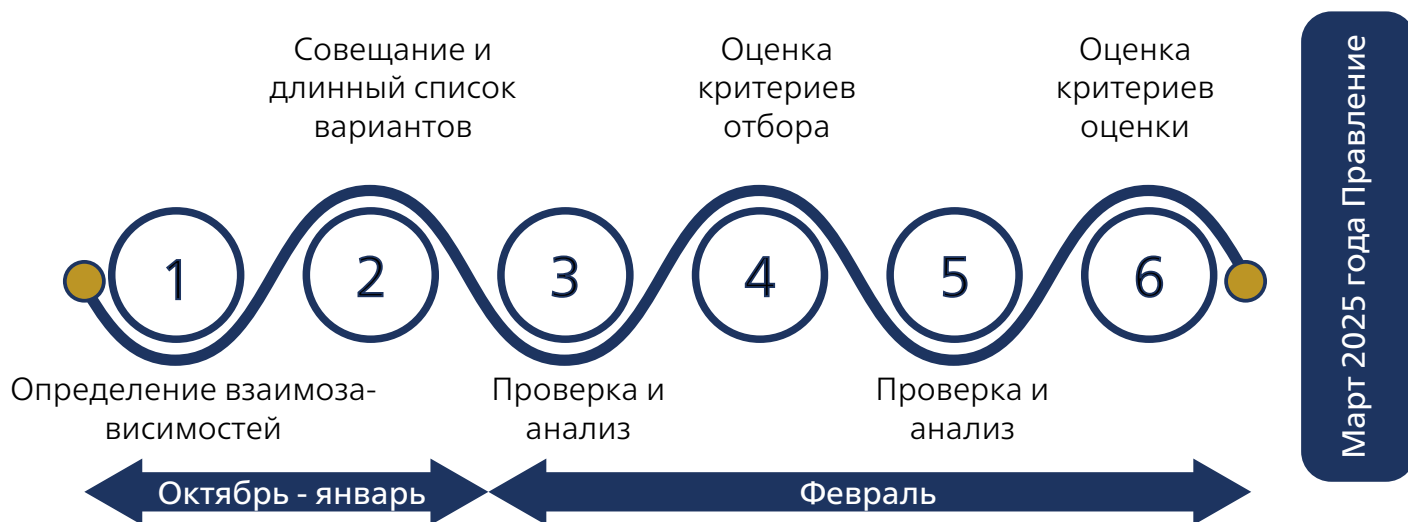 Совещание и
длинный список
вариантов
Оценка
критериев
отбора
Оценка
критериев
оценки
Март 2025 года Правление
1
2
3
4
5
6
Определение взаимоза-
висимостей
Проверка и
анализ
Проверка и
анализ
Октябрь - январь
Февраль